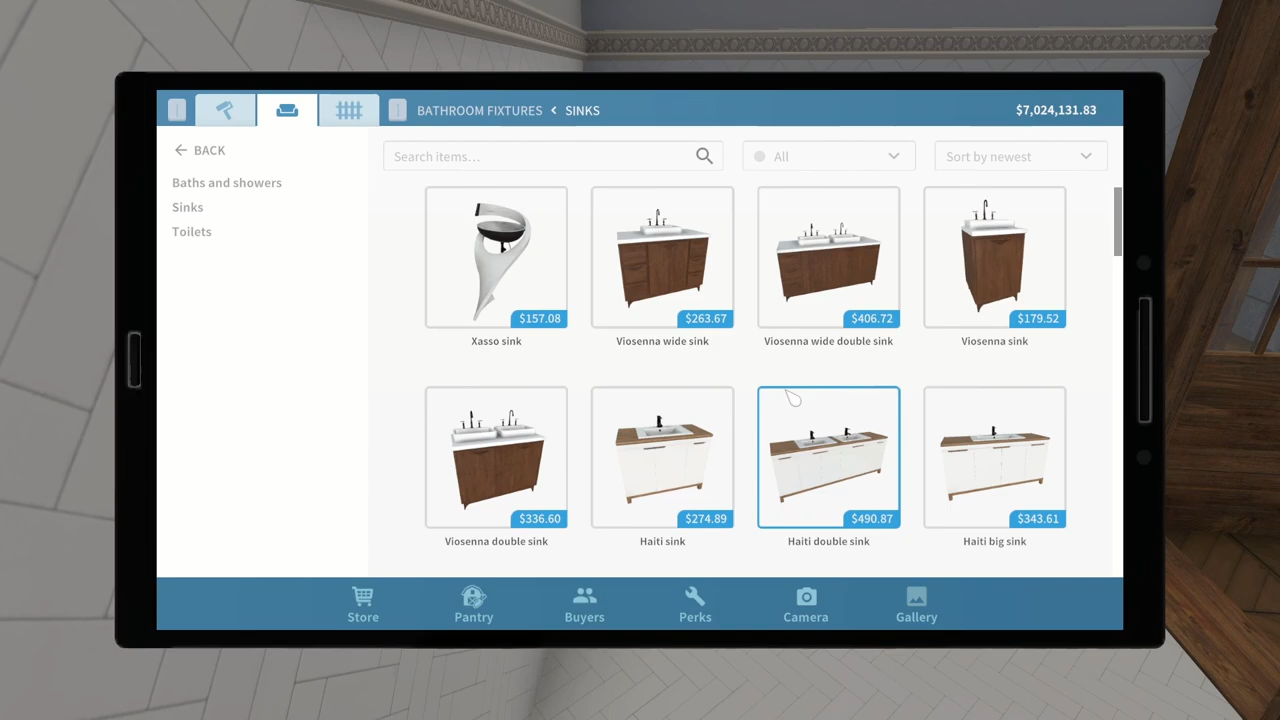 BATHROOM FIXTURES < SINKS
$7,024,131.83
BACK
Baths and showers
Sinks
Toilets
Search items...
All
Sort by newest
$157.08
$263.67
$406.72
$179.52
Xasso sink
Viosenna wide sink
Viosenna wide double sink
Viosenna sink
$336.60
$274.89
$490.87
$343.61
Viosenna double sink
Haiti sink
Haiti double sink
Haiti big sink
Store
Pantry
Buyers
Perks
Camera
Gallery